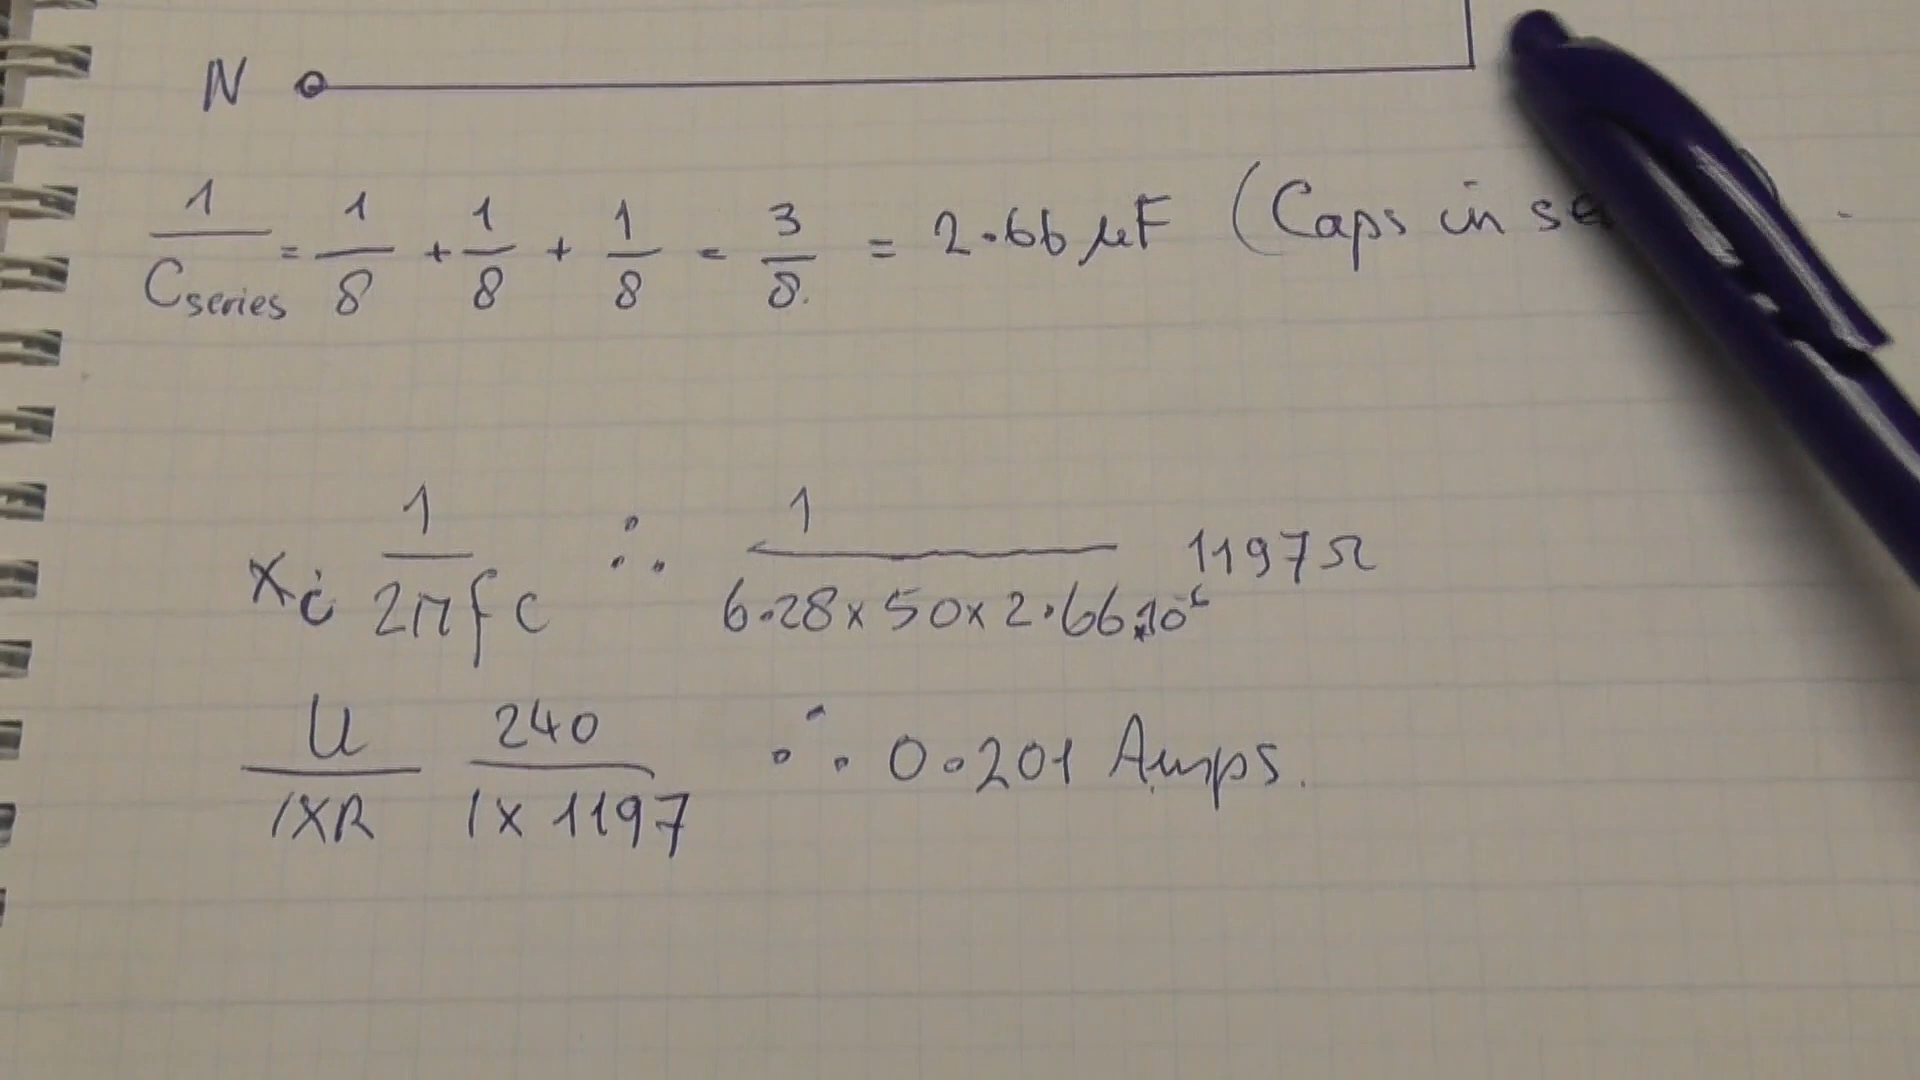 N
1/Cseries = 1/8 + 1/8 + 1/8 = 3/8 = 2.66 μF (Caps in
Xc 1/2πfc ∴ 1/6.28x50x2.66x10⁻⁶ 1197Ω
U/IXR 240/1x1197 ∴ 0.201 Amps.